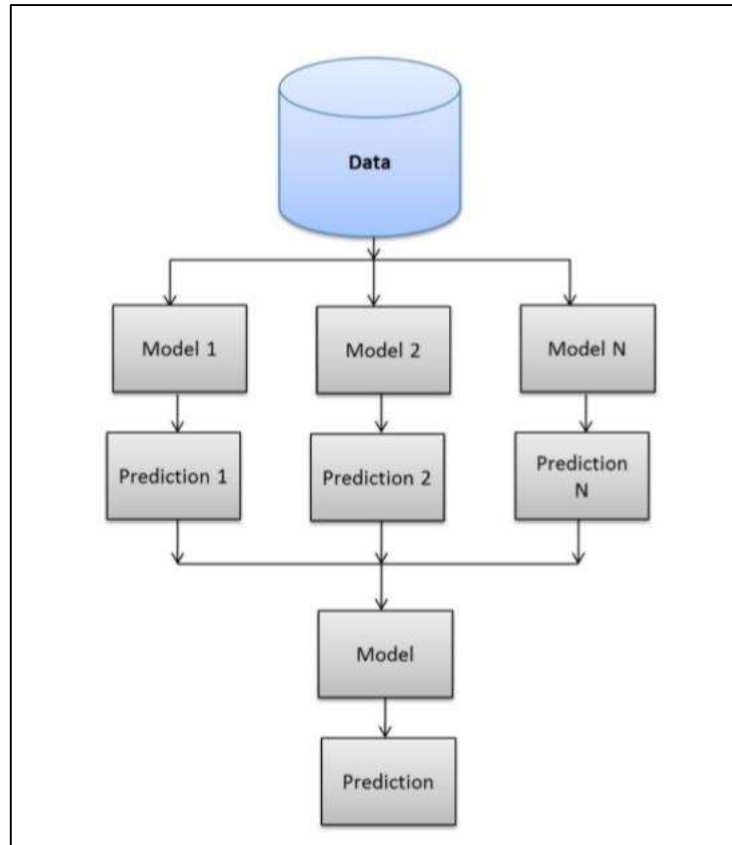 Data
Model 1
Model 2
Model N
Prediction 1
Prediction 2
Prediction
N
Model
Prediction